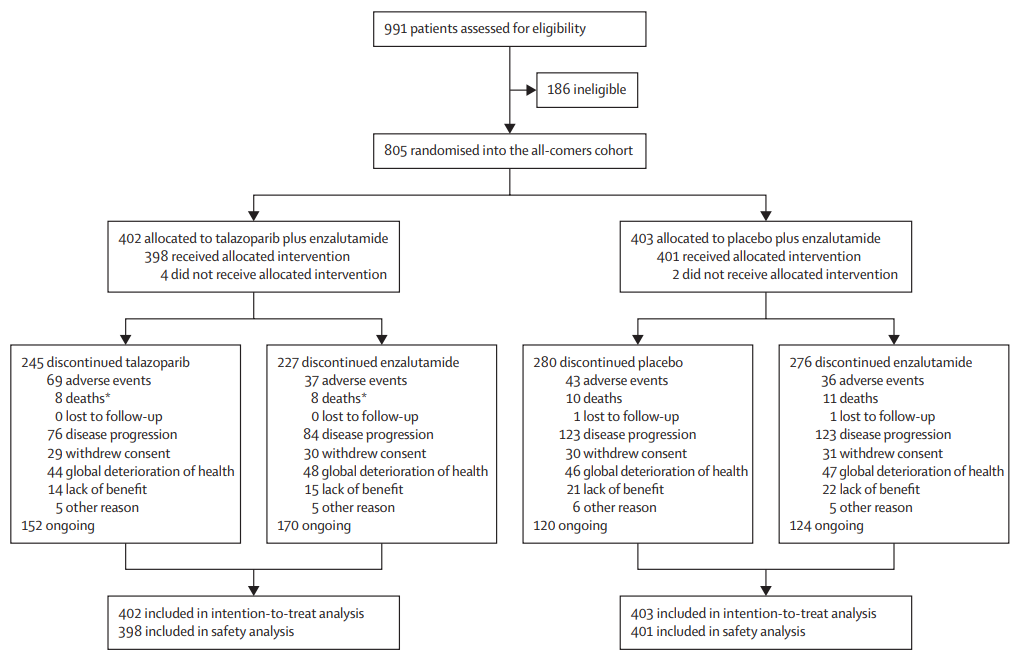 991 patients assessed for eligibility
186 ineligible
805 randomised into the all-comers cohort
402 allocated to talazoparib plus enzalutamide
398 received allocated intervention
4 did not receive allocated intervention
403 allocated to placebo plus enzalutamide
401 received allocated intervention
2 did not receive allocated intervention
245 discontinued talazoparib
69 adverse events
8 deaths*
0 lost to follow-up
76 disease progression
29 withdrew consent
44 global deterioration of health
14 lack of benefit
5 other reason
152 ongoing
227 discontinued enzalutamide
37 adverse events
8 deaths*
0 lost to follow-up
84 disease progression
30 withdrew consent
48 global deterioration of health
15 lack of benefit
5 other reason
170 ongoing
280 discontinued placebo
43 adverse events
10 deaths
1 lost to follow-up
123 disease progression
30 withdrew consent
46 global deterioration of health
21 lack of benefit
6 other reason
120 ongoing
276 discontinued enzalutamide
36 adverse events
11 deaths
1 lost to follow-up
123 disease progression
31 withdrew consent
47 global deterioration of health
22 lack of benefit
5 other reason
124 ongoing
402 included in intention-to-treat analysis
398 included in safety analysis
403 included in intention-to-treat analysis
401 included in safety analysis